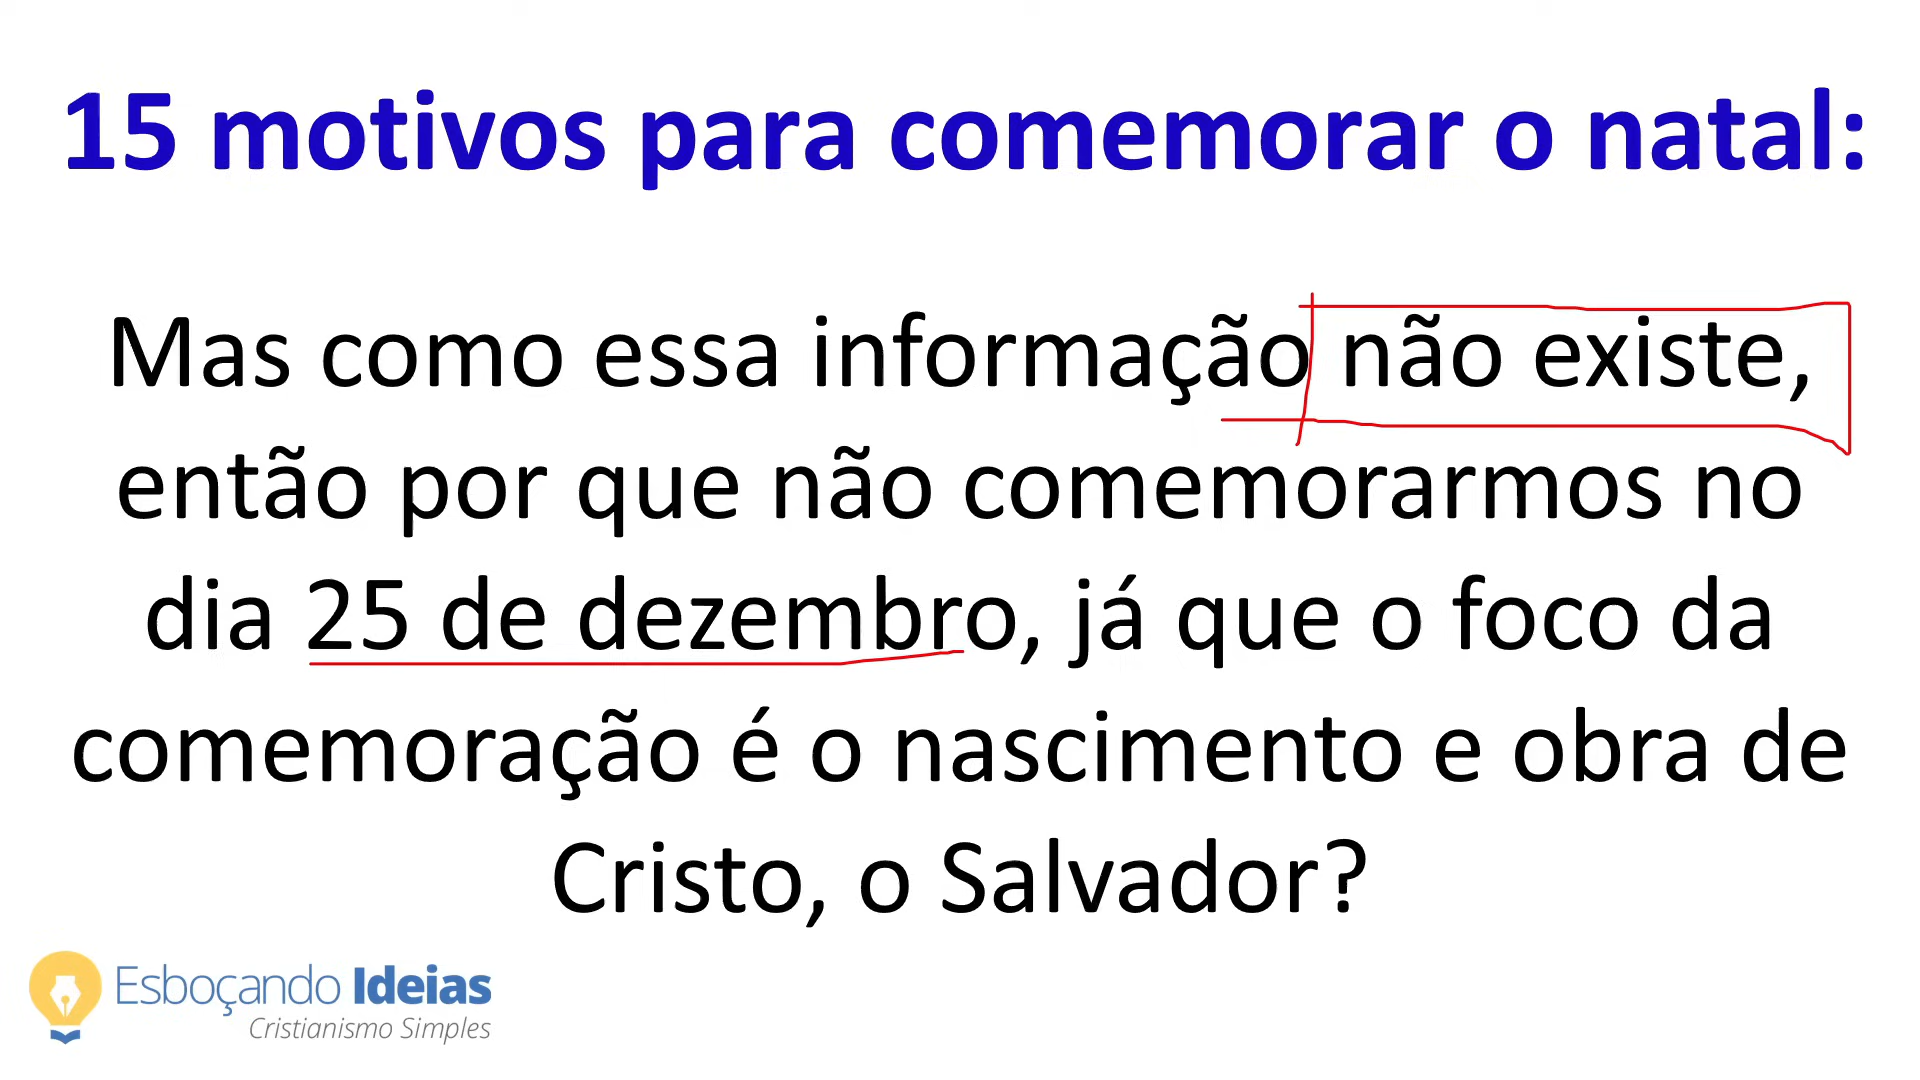 15 motivos para comemorar o natal:
Mas como essa informação não existe,
então por que não comemorarmos no
dia 25 de dezembro, já que o foco da
comemoração é o nascimento e obra de
Cristo, o Salvador?
Esboçando Ideias
Cristianismo Simples